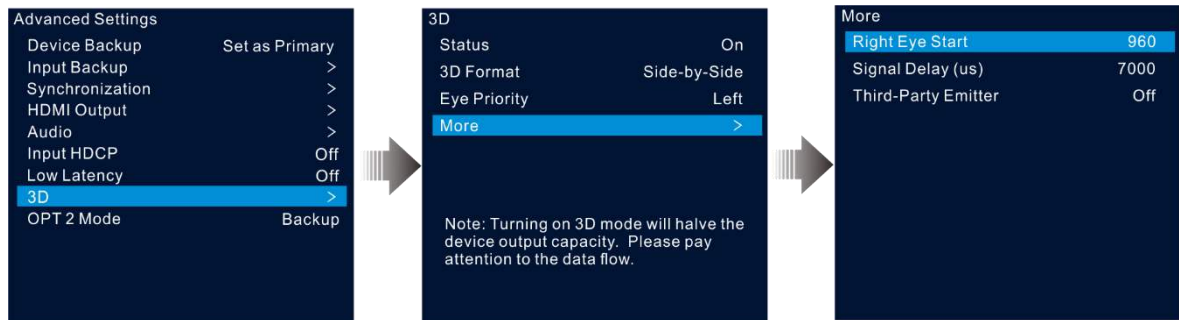 Advanced Settings
Device Backup Set as Primary
Input Backup >
Synchronization >
HDMI Output >
Audio >
Input HDCP Off
Low Latency Off
3D >
OPT 2 Mode Backup
3D
Status On
3D Format Side-by-Side
Eye Priority Left
More >
Note: Turning on 3D mode will halve the
device output capacity. Please pay
attention to the data flow.
More
Right Eye Start 960
Signal Delay (us) 7000
Third-Party Emitter Off